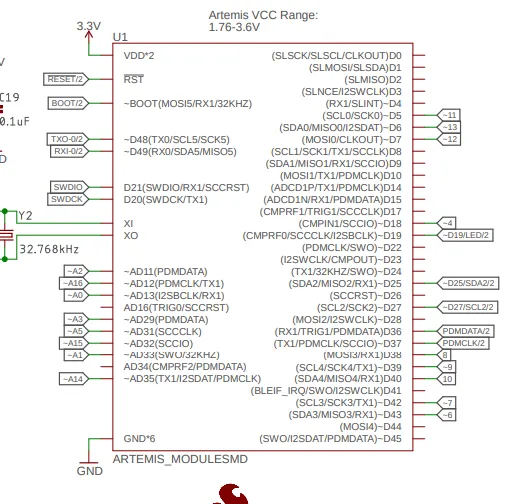 Artemis VCC Range:
1.76-3.6V
3.3V
U1
VDD*2
(SLSCK/SLSCL/CLKOUT)D0
(SLMOSI/SLSDA)D1
RESET/2
RST
(SLMISO)D2
(SLNCE/I2SWCLK)D3
BOOT/2
~BOOT(MOSI5/RX1/32KHZ)
(RX1/SLINT)~D4
(SCL0/SCK0)~D5
~11
(SDA0/MISO0/I2SDAT)~D6
~13
TXO-0/2
~D48(TX0/SCL5/SCK5)
(MOSI0/CLKOUT)~D7
~12
RXI-0/2
~D49(RX0/SDA5/MISO5)
(SCL1/SCK1/TX1/SCCLK)D8
(SDA1/MISO1/RX1/SCCIO)D9
(MOSI1/TX1/PDMCLK)D10
SWDIO
D21(SWDIO/RX1/SCCRST)
(ADCD1P/TX1/PDMCLK)D14
SWDCK
D20(SWDCK/TX1)
(ADCD1N/RX1/PDMDATA)D15
(CMPRF1/TRIG1/SCCCLK)D17
XI
(CMPIN1/SCCIO)~D18
~4
XO
(CMPRF0/SCCCLK/I2SBCLK)~D19
~D19/LED/2
(PDMCLK/SWO)~D22
(I2SWCLK/CMPOUT)~D23
~A2
~AD11(PDMDATA)
(TX1/32KHZ/SWO)~D24
~A16
~AD12(PDMCLK/TX1)
(SDA2/MISO2/RX1)~D25
~D25/SDA2/2
~A0
~AD13(I2SBCLK/RX1)
(SCCRST)~D26
AD16(TRIG0/SCCRST)
(SCL2/SCK2)~D27
~D27/SCL2/2
~A3
~AD29(PDMDATA)
(MOSI2/I2SWCLK)~D28
~A5
~AD31(SCCCLK)
(RX1/TRIG1/PDMDATA)D36
PDMDATA/2
~A15
~AD32(SCCIO)
(TX1/PDMCLK/SCCIO)~D37
PDMCLK/2
~A1
~AD33(SWO/32KHZ)
(MOSI3/RX1)D38
8
AD34(CMPRF2/PDMDATA)
(SCL4/SCK4/TX1)~D39
~9
~A14
~AD35(TX1/I2SDAT/PDMCLK)
(SDA4/MISO4/RX1)D40
10
(BLEIF_IRQ/SWO/I2SWCLK)D41
(SCL3/SCK3/TX1)~D42
~7
(SDA3/MISO3/RX1)~D43
~6
(MOSI4)~D44
GND*6
(SWO/I2SDAT/PDMDATA)~D45
ARTEMIS_MODULESMD
GND
V
C19
0.1uF
D
Y2
32.768kHz